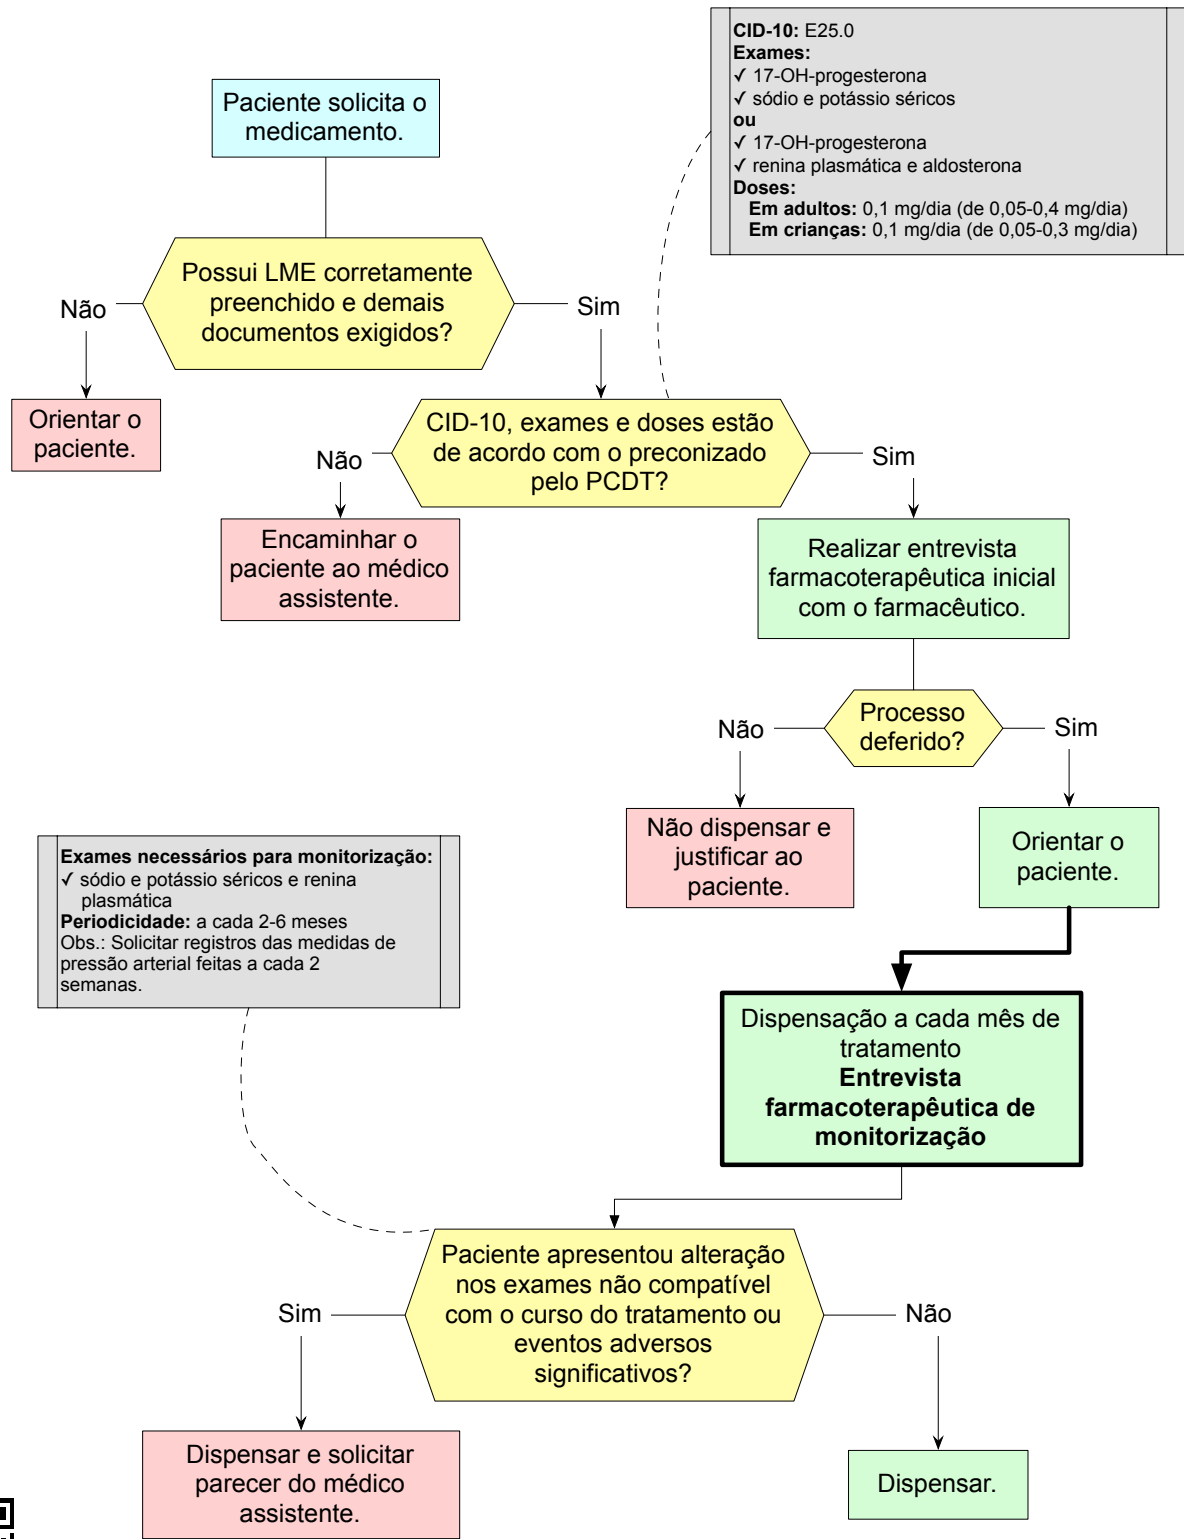 CID-10: E25.0
Exames:
✓ 17-OH-progesterona
✓ sódio e potássio séricos
ou
✓ 17-OH-progesterona
✓ renina plasmática e aldosterona
Doses:
Em adultos: 0,1 mg/dia (de 0,05-0,4 mg/dia)
Em crianças: 0,1 mg/dia (de 0,05-0,3 mg/dia)
Paciente solicita o
medicamento.
Possui LME corretamente
preenchido e demais
documentos exigidos?
Não
Sim
Orientar o
paciente.
CID-10, exames e doses estão
de acordo com o preconizado
pelo PCDT?
Não
Sim
Encaminhar o
paciente ao médico
assistente.
Realizar entrevista
farmacoterapêutica inicial
com o farmacêutico.
Processo
deferido?
Não
Sim
Não dispensar e
justificar ao
paciente.
Orientar o
paciente.
Exames necessários para monitorização:
✓ sódio e potássio séricos e renina
plasmática
Periodicidade: a cada 2-6 meses
Obs.: Solicitar registros das medidas de
pressão arterial feitas a cada 2
semanas.
Dispensação a cada mês de
tratamento
Entrevista
farmacoterapêutica de
monitorização
Paciente apresentou alteração
nos exames não compatível
com o curso do tratamento ou
eventos adversos
significativos?
Sim
Não
Dispensar e solicitar
parecer do médico
assistente.
Dispensar.